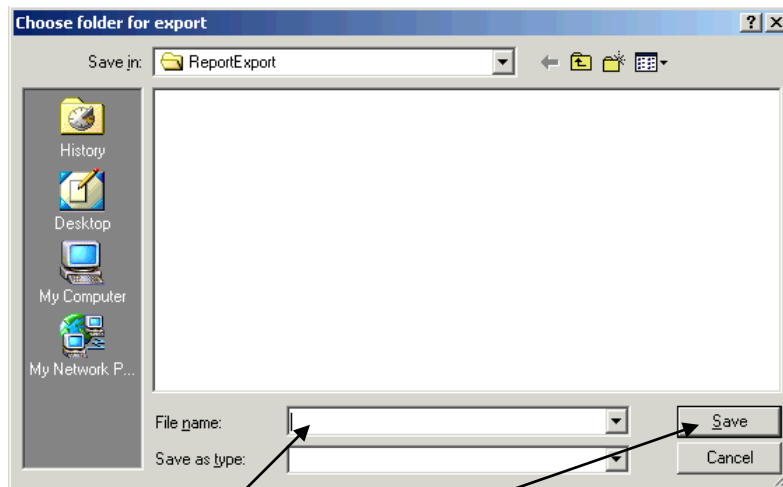 Choose folder for export
Save in: ReportExport
History
Desktop
My Computer
My Network P...
File name:
Save
Save as type:
Cancel